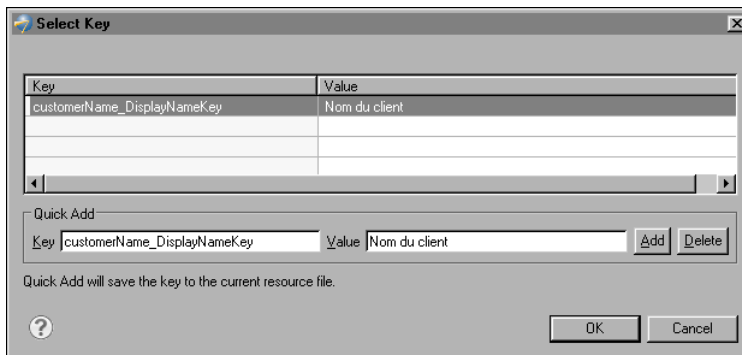 Select Key
Key Value
customerName_DisplayNameKey Nom du client
Quick Add
Key customerName_DisplayNameKey Value Nom du client Add Delete
Quick Add will save the key to the current resource file.
? OK Cancel